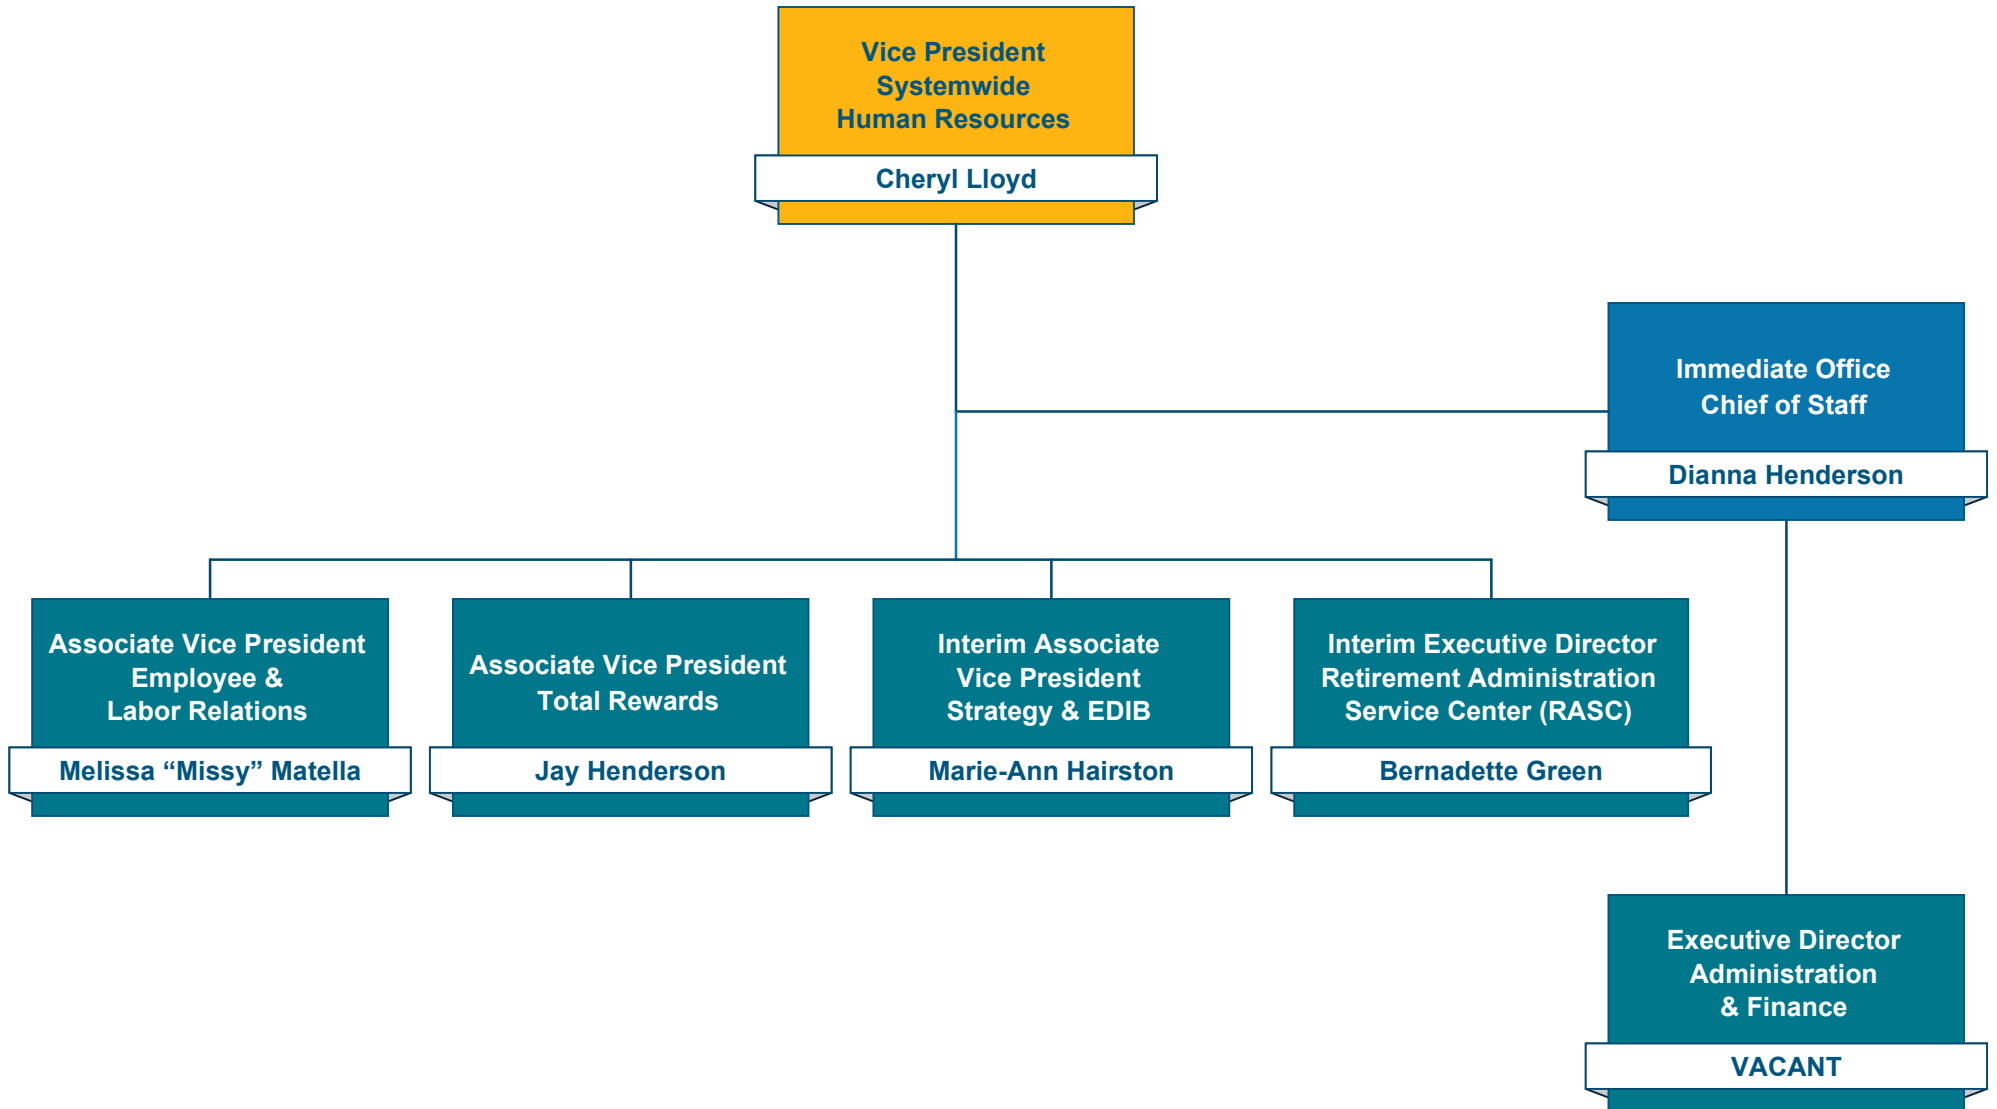 Vice President
Systemwide
Human Resources
Cheryl Lloyd
Immediate Office
Chief of Staff
Dianna Henderson
Associate Vice President
Employee &
Labor Relations
Melissa “Missy” Matella
Associate Vice President
Total Rewards
Jay Henderson
Interim Associate
Vice President
Strategy & EDIB
Marie-Ann Hairston
Interim Executive Director
Retirement Administration
Service Center (RASC)
Bernadette Green
Executive Director
Administration
& Finance
VACANT